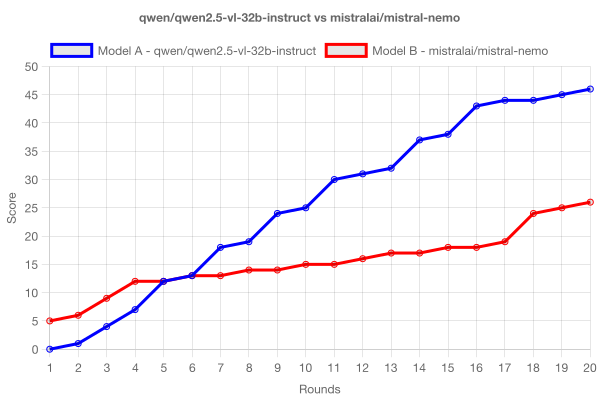 qwen/qwen2.5-vl-32b-instruct vs mistralai/mistral-nemo
Model A - qwen/qwen2.5-vl-32b-instruct Model B - mistralai/mistral-nemo
50
45
40
35
30
25
20
15
10
5
0
Score
1 2 3 4 5 6 7 8 9 10 11 12 13 14 15 16 17 18 19 20
Rounds